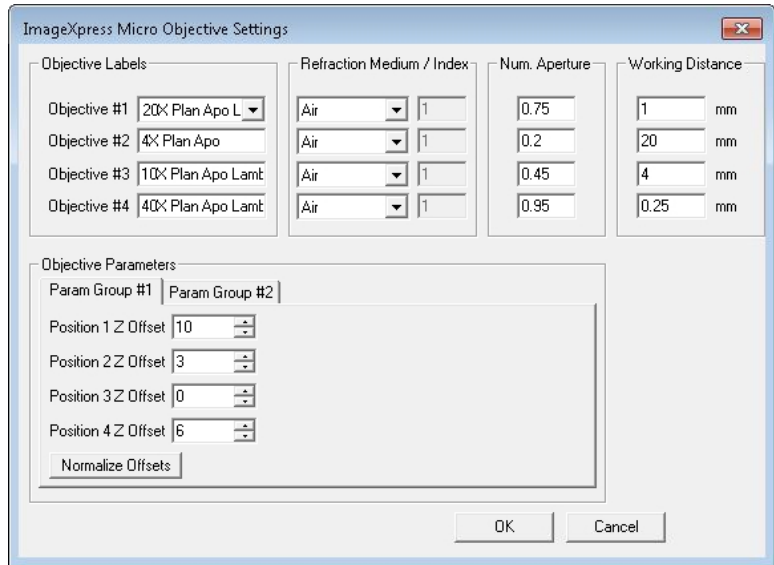 ImageXpress Micro Objective Settings
Objective Labels
Refraction Medium / Index
Num. Aperture
Working Distance
Objective #1 20X Plan Apo L Air 1 0.75 1 mm
Objective #2 4X Plan Apo Air 1 0.2 20 mm
Objective #3 10X Plan Apo Lamb Air 1 0.45 4 mm
Objective #4 40X Plan Apo Lamb Air 1 0.95 0.25 mm
Objective Parameters
Param Group #1 Param Group #2
Position 1 Z Offset 10
Position 2 Z Offset 3
Position 3 Z Offset 0
Position 4 Z Offset 6
Normalize Offsets
OK Cancel